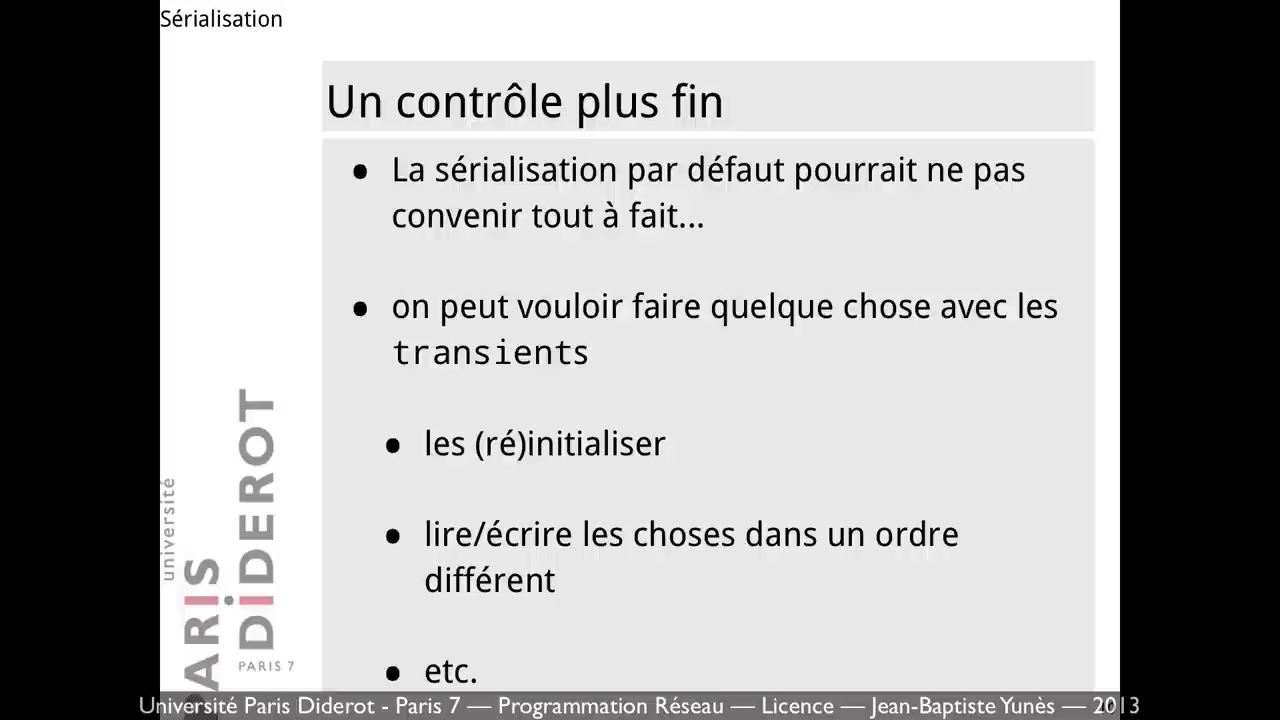 Sérialisation
Un contrôle plus fin
• La sérialisation par défaut pourrait ne pas
convenir tout à fait...
• on peut vouloir faire quelque chose avec les
transients
• les (ré)initialiser
• lire/écrire les choses dans un ordre
différent
• etc.
université
PARIS
DiDEROT
PARIS 7
Université Paris Diderot - Paris 7 — Programmation Réseau — Licence — Jean-Baptiste Yunès — 2013